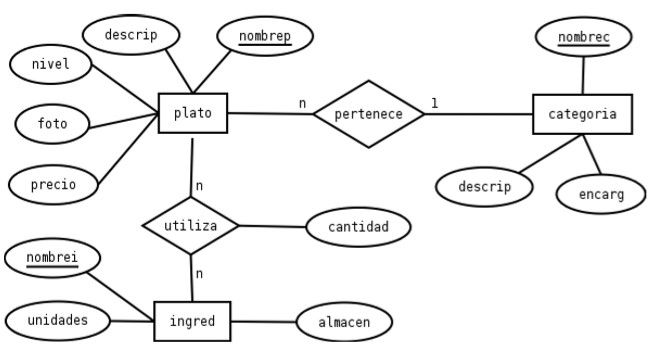 descrip
nombrep
nombrec
nivel
plato
n
pertenece
1
categoria
foto
precio
descrip
encarg
n
utiliza
cantidad
nombrei
n
unidades
ingred
almacen